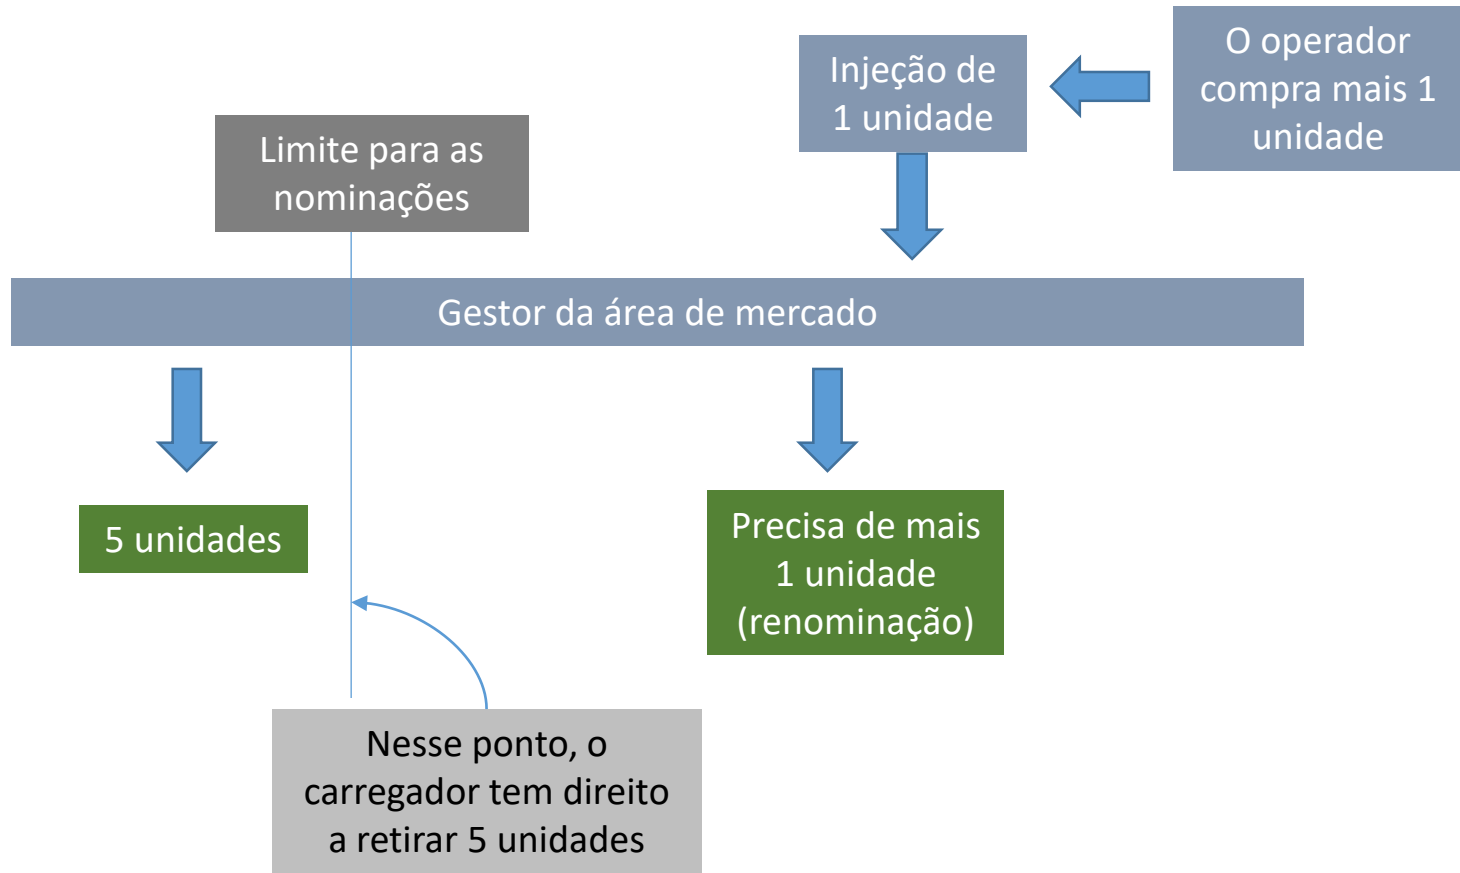 O operador
compra mais 1
unidade
Injeção de
1 unidade
Limite para as
nominações
Gestor da área de mercado
5 unidades
Precisa de mais
1 unidade
(renominação)
Nesse ponto, o
carregador tem direito
a retirar 5 unidades